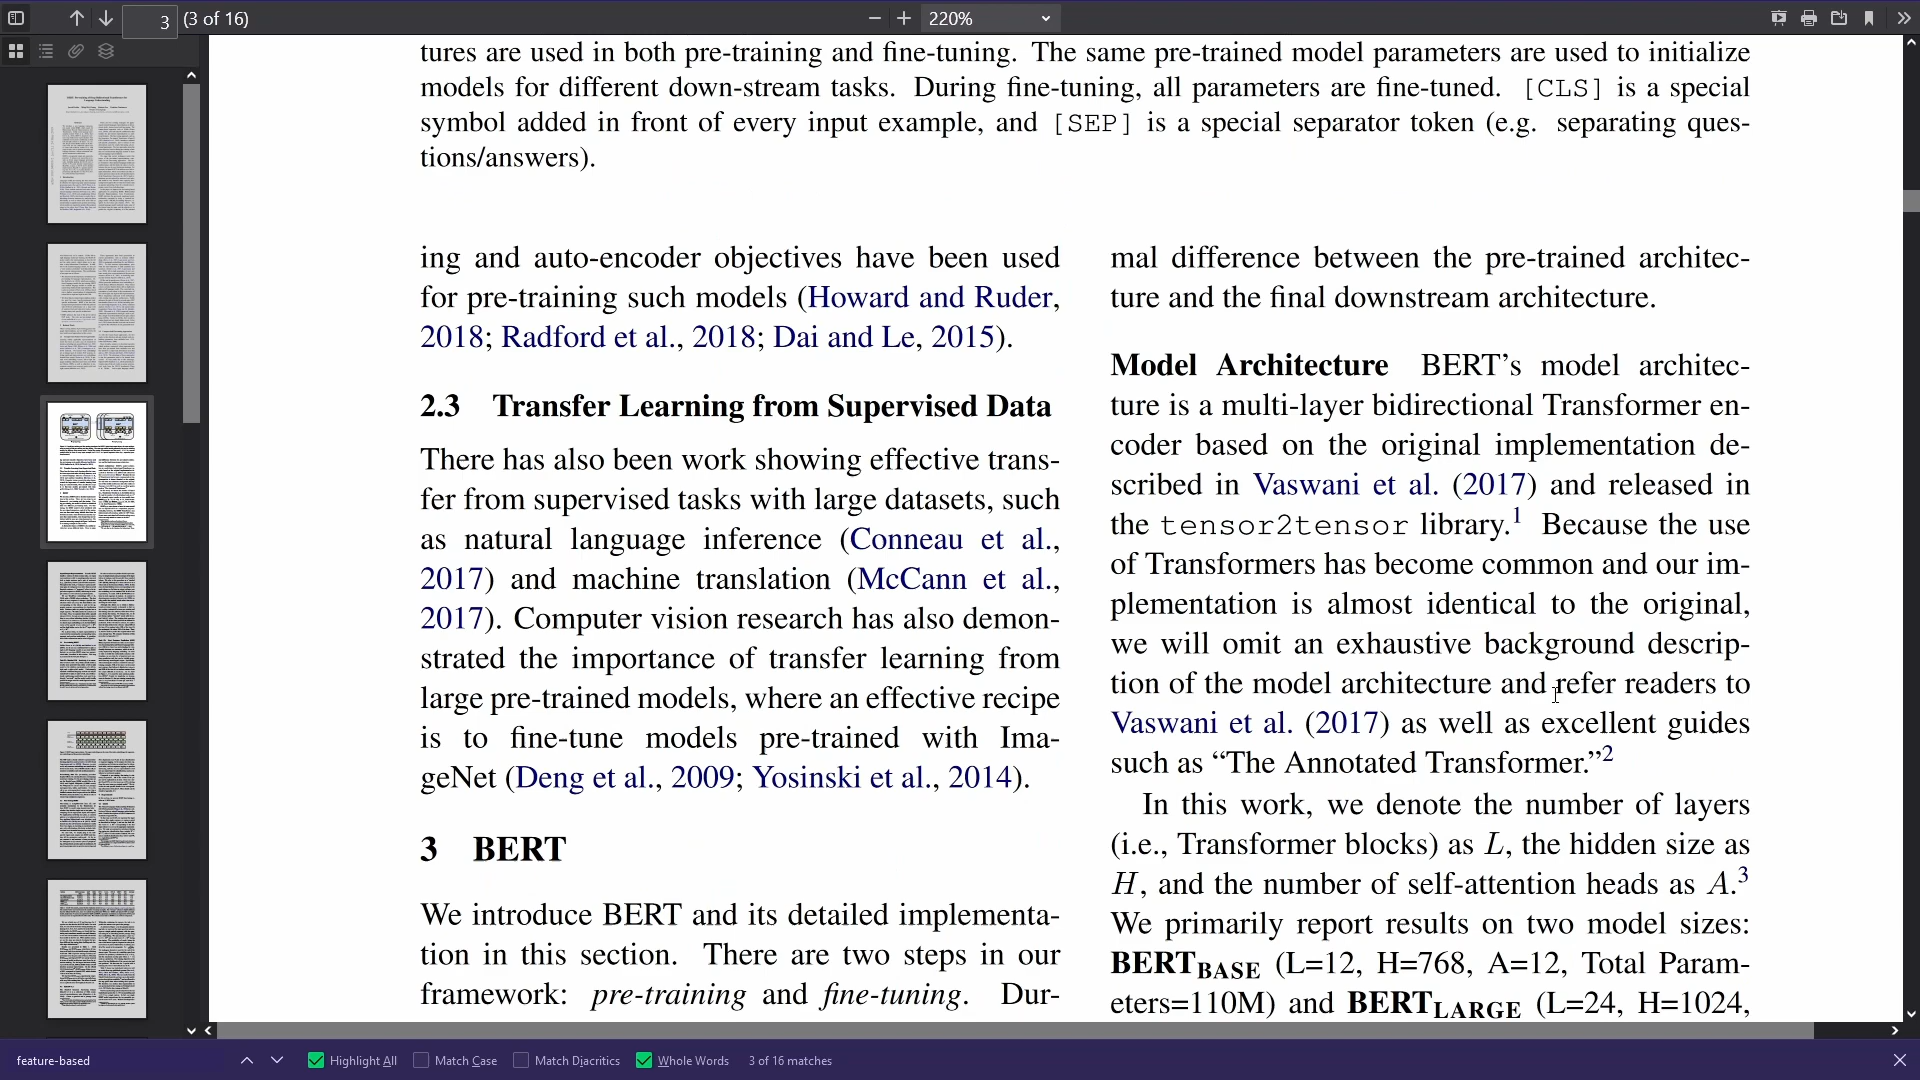 3 (3 of 16)
220%
tures are used in both pre-training and fine-tuning. The same pre-trained model parameters are used to initialize
models for different down-stream tasks. During fine-tuning, all parameters are fine-tuned. [CLS] is a special
symbol added in front of every input example, and [SEP] is a special separator token (e.g. separating ques-
tions/answers).
ing and auto-encoder objectives have been used
for pre-training such models (Howard and Ruder,
2018; Radford et al., 2018; Dai and Le, 2015).
2.3 Transfer Learning from Supervised Data
There has also been work showing effective trans-
fer from supervised tasks with large datasets, such
as natural language inference (Conneau et al.,
2017) and machine translation (McCann et al.,
2017). Computer vision research has also demon-
strated the importance of transfer learning from
large pre-trained models, where an effective recipe
is to fine-tune models pre-trained with Ima-
geNet (Deng et al., 2009; Yosinski et al., 2014).
3 BERT
We introduce BERT and its detailed implementa-
tion in this section. There are two steps in our
framework: pre-training and fine-tuning. Dur-
mal difference between the pre-trained architec-
ture and the final downstream architecture.
Model Architecture BERT's model architec-
ture is a multi-layer bidirectional Transformer en-
coder based on the original implementation de-
scribed in Vaswani et al. (2017) and released in
the tensor2tensor library.1 Because the use
of Transformers has become common and our im-
plementation is almost identical to the original,
we will omit an exhaustive background descrip-
tion of the model architecture and refer readers to
Vaswani et al. (2017) as well as excellent guides
such as “The Annotated Transformer.”2
In this work, we denote the number of layers
(i.e., Transformer blocks) as L, the hidden size as
H, and the number of self-attention heads as A.3
We primarily report results on two model sizes:
BERTBASE (L=12, H=768, A=12, Total Param-
eters=110M) and BERTLARGE (L=24, H=1024,
feature-based Highlight All Match Case Match Diacritics Whole Words 3 of 16 matches